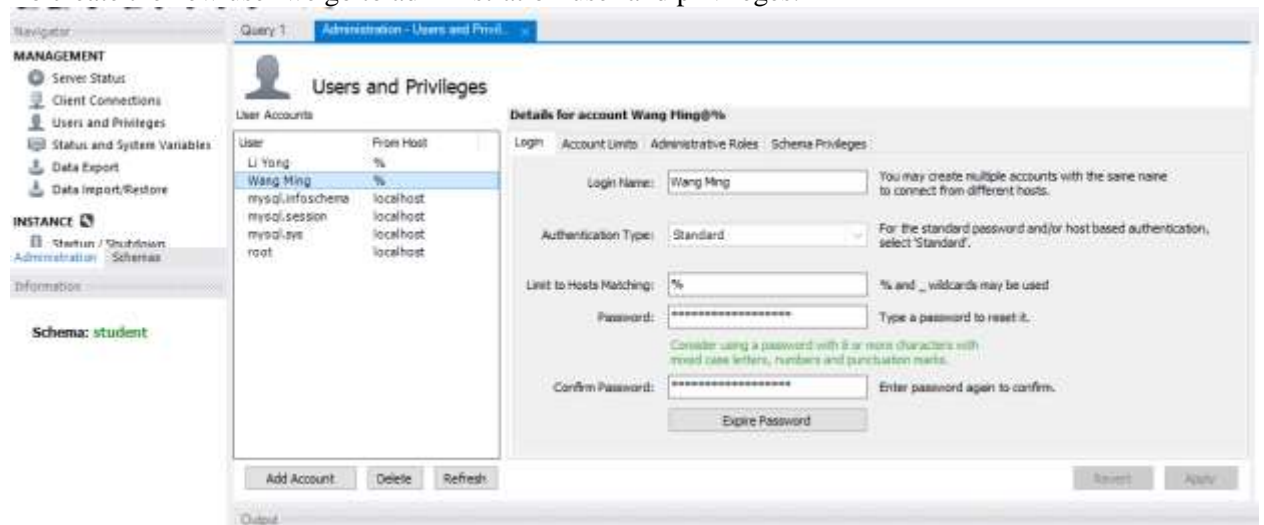 Navigator
Query 1
Administration - Users and Privil...
MANAGEMENT
Server Status
Client Connections
Users and Privileges
Status and System Variables
Data Export
Data Import/Restore
INSTANCE
Startup / Shutdown
Administration Schemas
Information
Schema: student
Users and Privileges
User Accounts
User From Host
Li Yong %
Wang Ming %
mysql.infoschema localhost
mysql.session localhost
mysql.sys localhost
root localhost
Add Account Delete Refresh
Details for account Wang Ming@%
Login Account Limits Administrative Roles Schema Privileges
Login Name: Wang Ming
You may create multiple accounts with the same name
to connect from different hosts.
Authentication Type: Standard
For the standard password and/or host based authentication,
select 'Standard'.
Limit to Hosts Matching: %
% and _ wildcards may be used
Password: ******************
Type a password to reset it.
Consider using a password with 8 or more characters with
mixed case letters, numbers and punctuation marks.
Confirm Password: ******************
Enter password again to confirm.
Expire Password
Revert Apply
Output